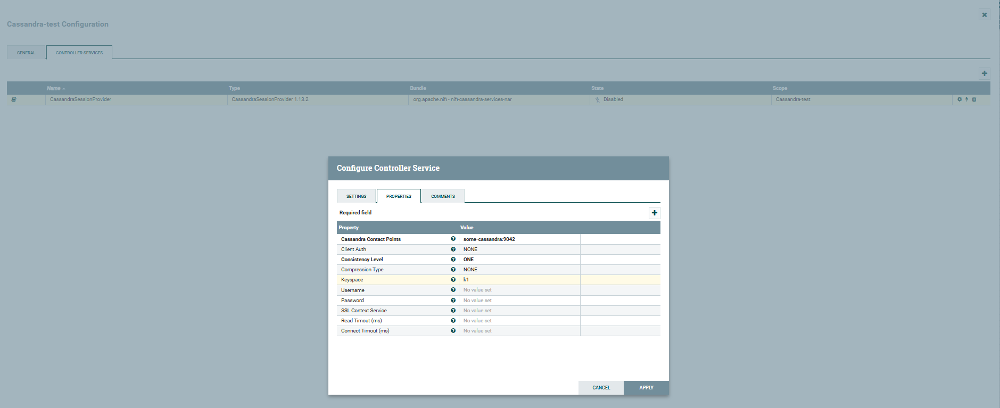 Cassandra-test Configuration
GENERAL CONTROLLER SERVICES
Name Type Bundle State Scope
CassandraSessionProvider CassandraSessionProvider 1.13.2 org.apache.nifi - nifi-cassandra-services-nar Disabled Cassandra-test
Configure Controller Service
SETTINGS PROPERTIES COMMENTS
Required field
Property Value
Cassandra Contact Points some-cassandra:9042
Client Auth NONE
Consistency Level ONE
Compression Type NONE
Keyspace k1
Username No value set
Password No value set
SSL Context Service No value set
Read Timout (ms) No value set
Connect Timout (ms) No value set
CANCEL APPLY